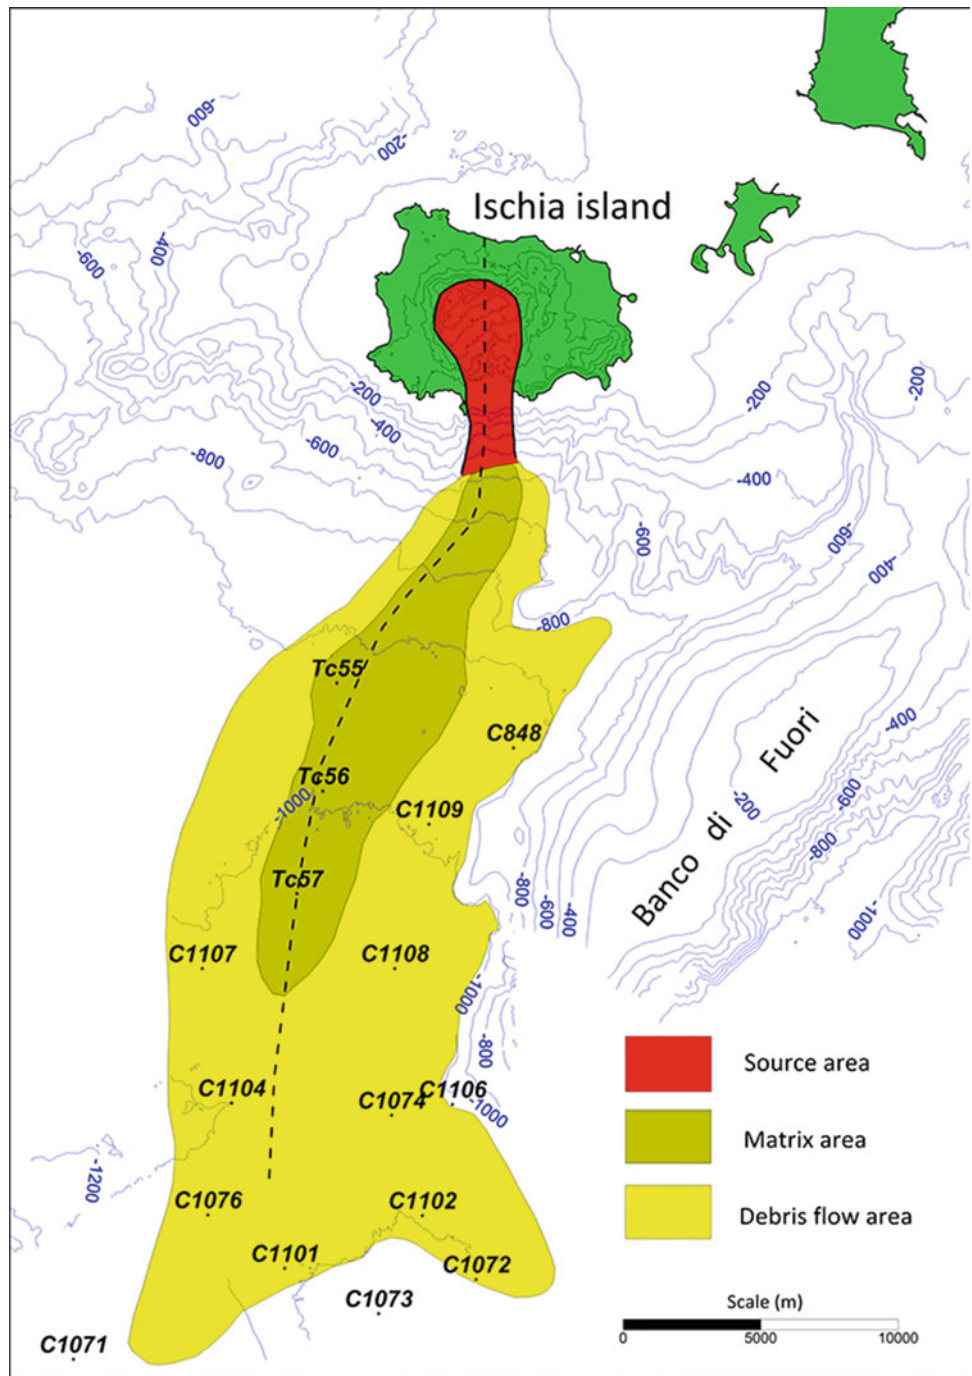 -600
-200
Ischia island
-400
-600
-200
-200
-200
-400
-600
-800
-400
-600
-600
-400
-800
Tc55
C848
-400
Fuori
Tc56
-1000
C1109
-200
-600
di
-800
Tc57
-800
-600
-400
Banco
-1000
C1107
C1108
-1000
-800
Source area
C1104
C1074
C1106
-1000
Matrix area
-1200
C1076
C1102
Debris flow area
C1101
C1072
C1073
Scale (m)
0
5000
10000
C1071